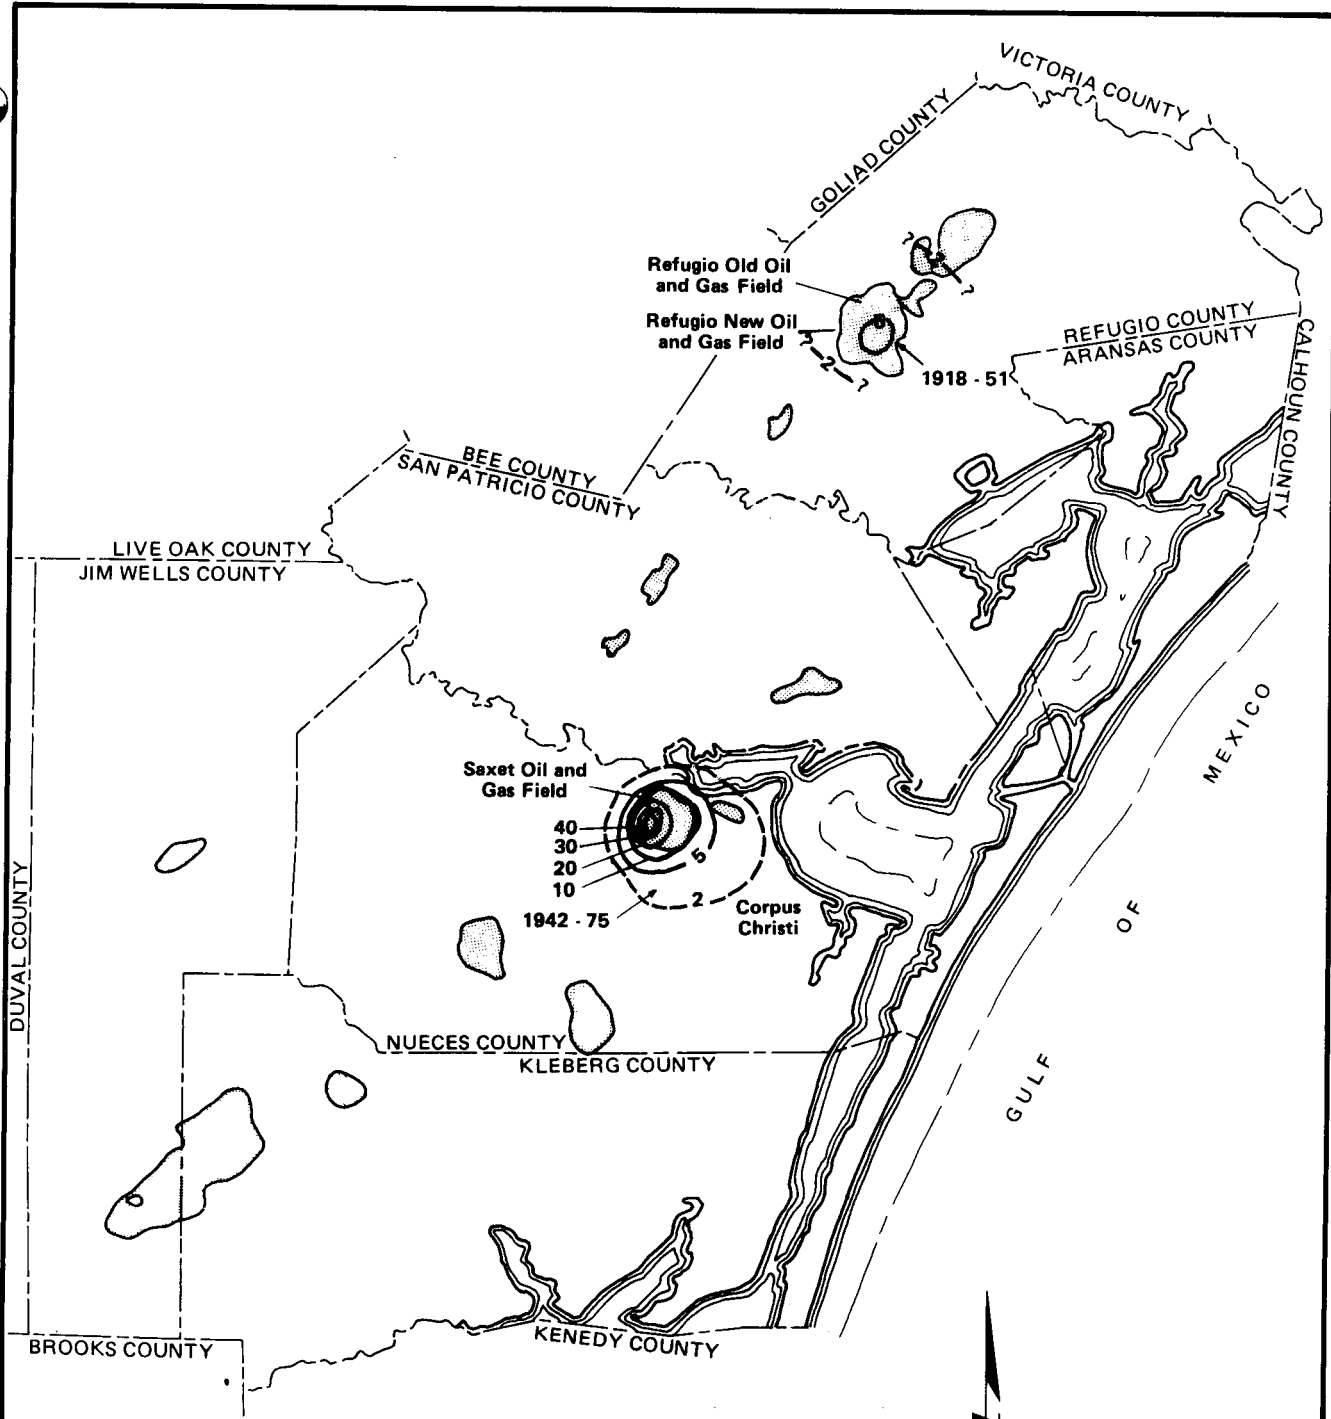 VICTORIA COUNTY
GOLIAD COUNTY
Refugio Old Oil
and Gas Field
?
?
Refugio New Oil
and Gas Field
?
2
?
1918 - 51
REFUGIO COUNTY
ARANSAS COUNTY
CALHOUN COUNTY
BEE COUNTY
SAN PATRICIO COUNTY
LIVE OAK COUNTY
JIM WELLS COUNTY
Saxet Oil and
Gas Field
40
30
20
10
5
2
1942 - 75
Corpus
Christi
GULF OF MEXICO
DUVAL COUNTY
NUECES COUNTY
KLEBERG COUNTY
KENEDY COUNTY
BROOKS COUNTY